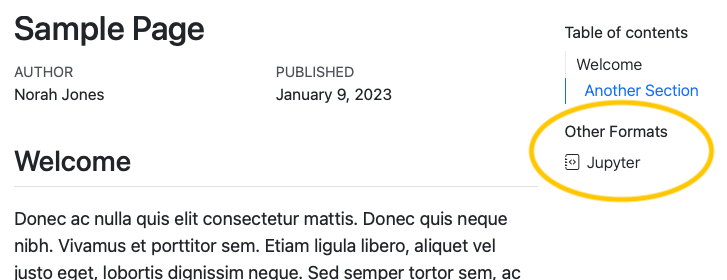 Sample Page
AUTHOR
Norah Jones
PUBLISHED
January 9, 2023
Welcome
Donec ac nulla quis elit consectetur mattis. Donec quis neque
nibh. Vivamus et porttitor sem. Etiam ligula libero, aliquet vel
justo eget, lobortis dignissim neque. Sed semper tortor sem, ac
Table of contents
Welcome
Another Section
Other Formats
Jupyter